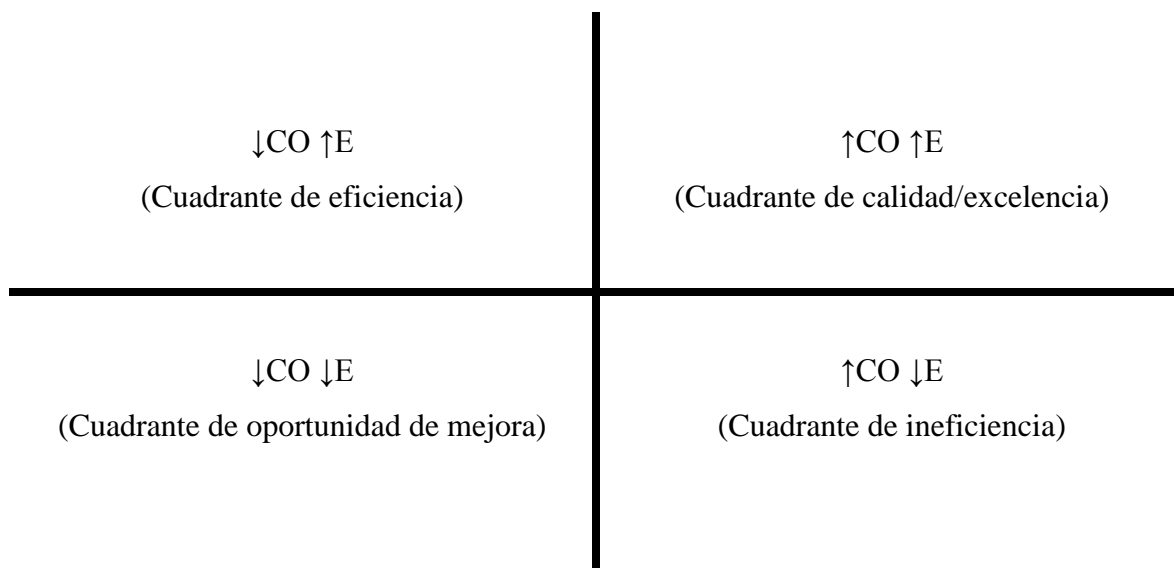 ↓CO ↑E
(Cuadrante de eficiencia)
↑CO ↑E
(Cuadrante de calidad/excelencia)
↓CO ↓E
(Cuadrante de oportunidad de mejora)
↑CO ↓E
(Cuadrante de ineficiencia)